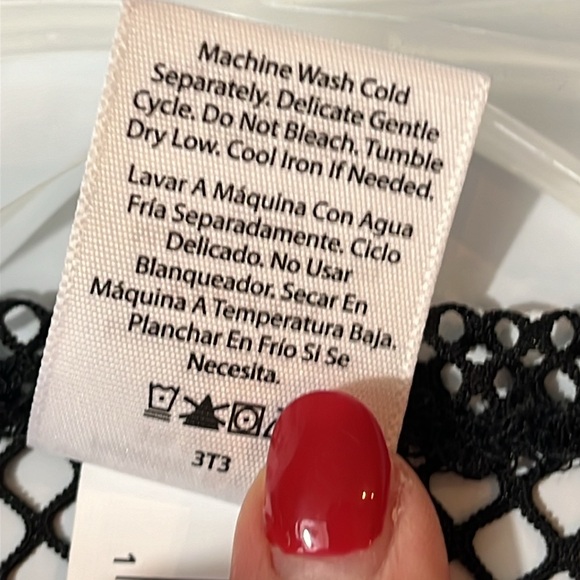 Machine Wash Cold
Separately. Delicate Gentle
Cycle. Do Not Bleach. Tumble
Dry Low. Cool Iron If Needed.
Lavar A Máquina Con Agua
Fría Separadamente. Ciclo
Delicado. No Usar
Blanqueador. Secar En
Máquina A Temperatura Baja.
Planchar En Frío Si Se
Necesita.
3T3
1